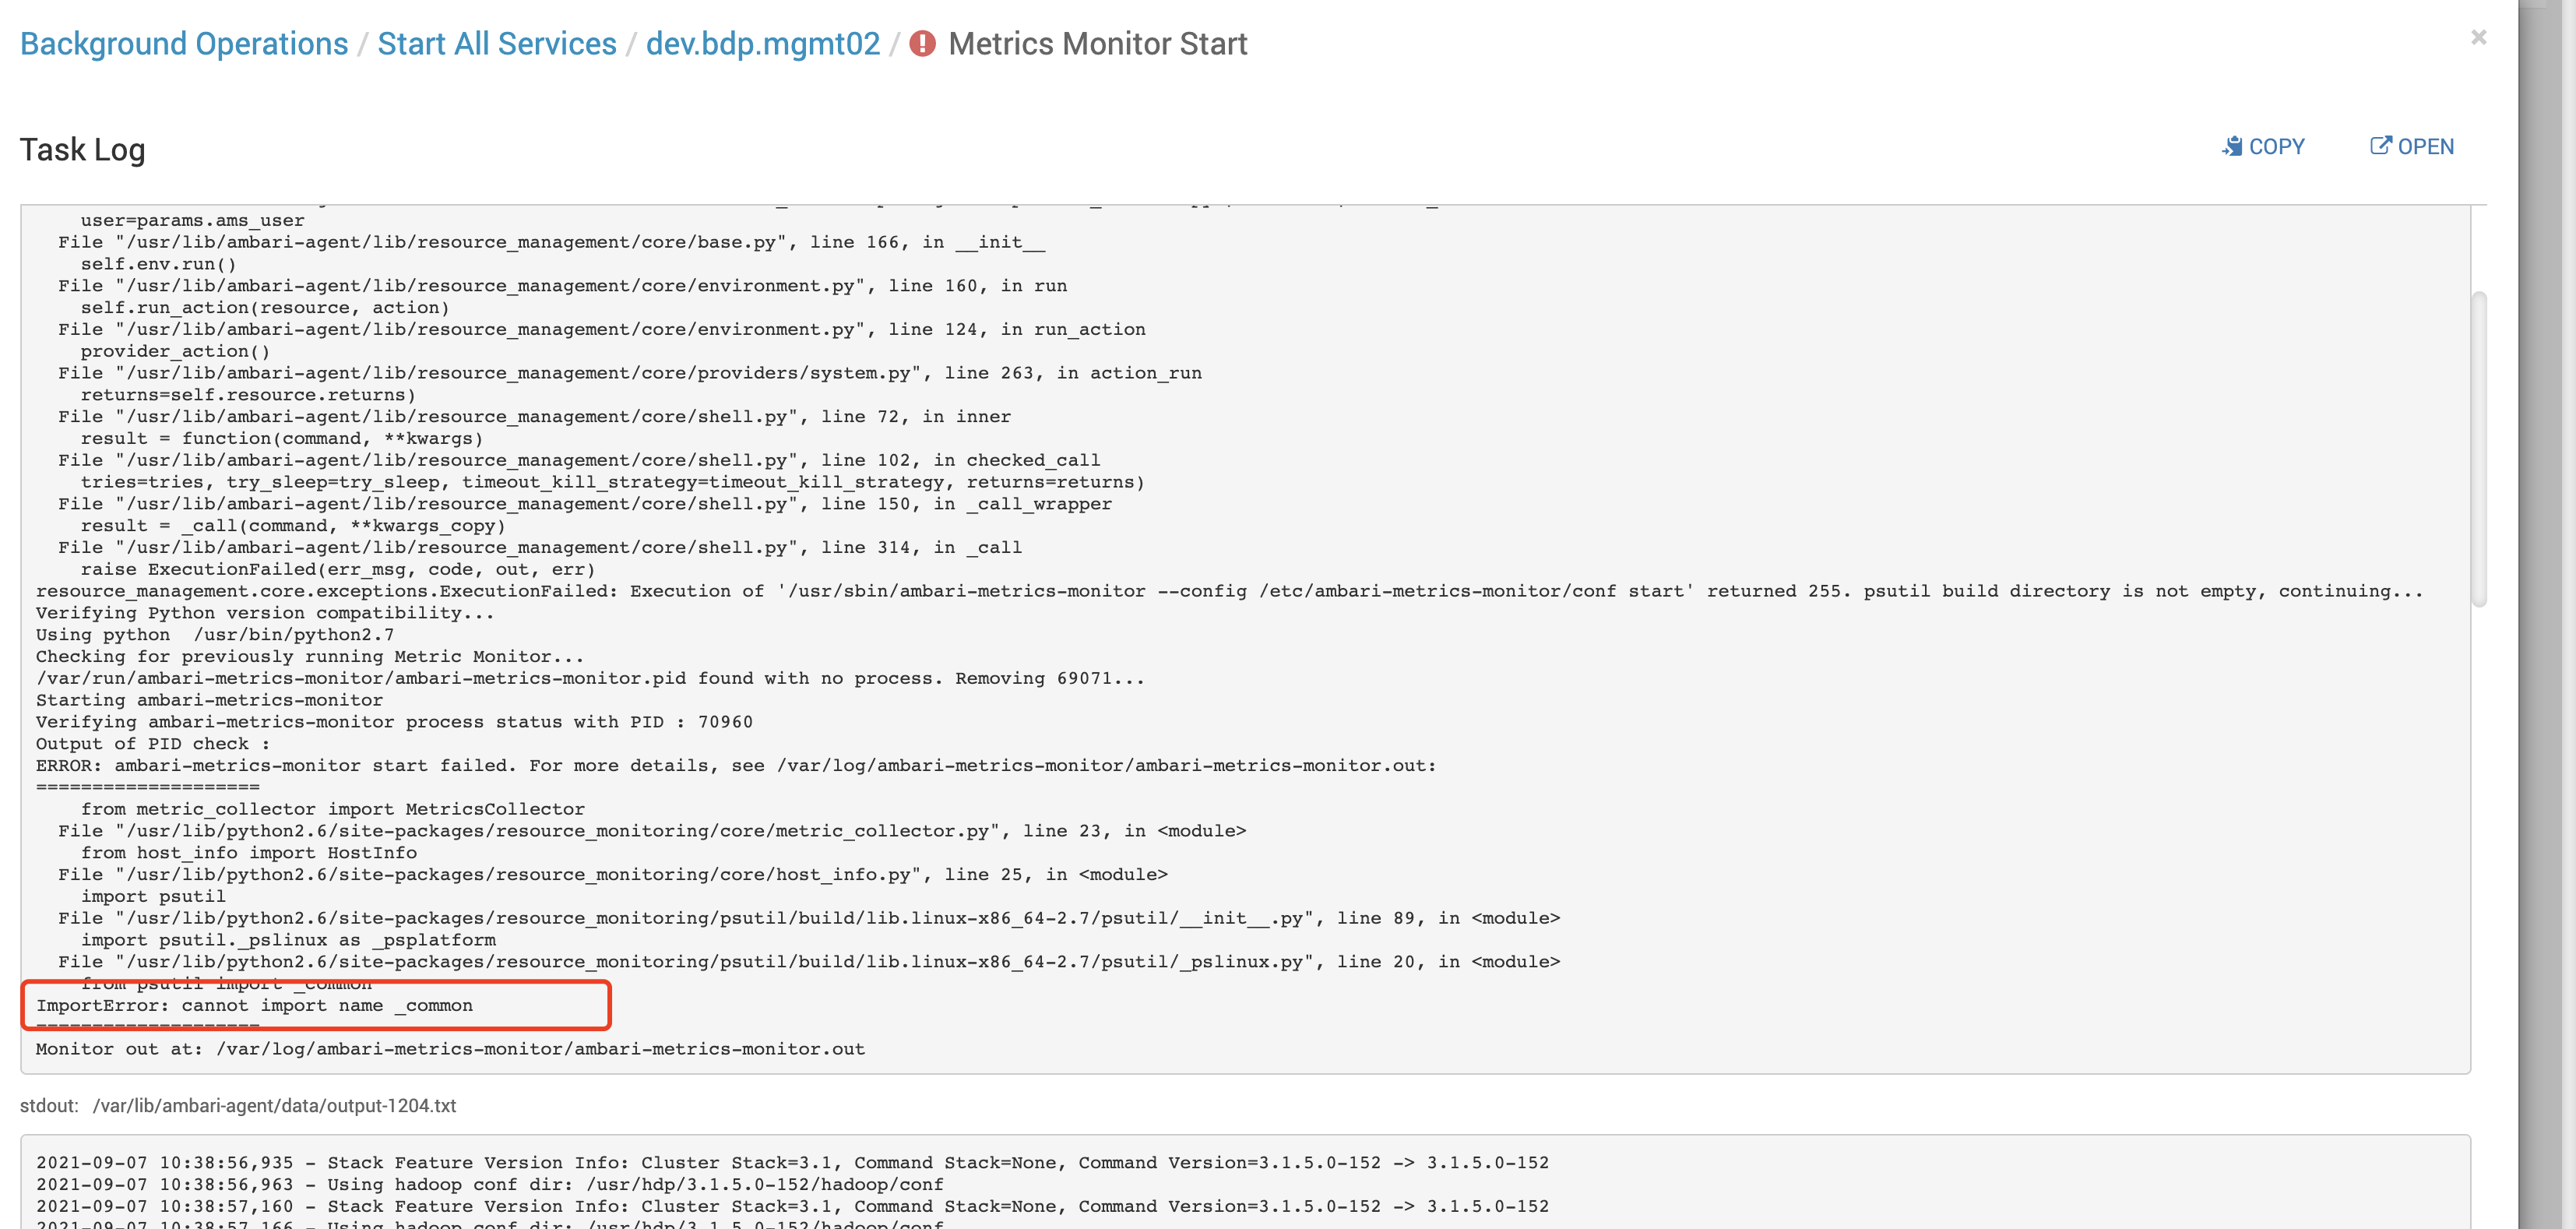 Background Operations / Start All Services / dev.bdp.mgmt02 / Metrics Monitor Start ×
Task Log
COPY OPEN
user=params.ams_user
File "/usr/lib/ambari-agent/lib/resource_management/core/base.py", line 166, in __init__
self.env.run()
File "/usr/lib/ambari-agent/lib/resource_management/core/environment.py", line 160, in run
self.run_action(resource, action)
File "/usr/lib/ambari-agent/lib/resource_management/core/environment.py", line 124, in run_action
provider_action()
File "/usr/lib/ambari-agent/lib/resource_management/core/providers/system.py", line 263, in action_run
returns=self.resource.returns)
File "/usr/lib/ambari-agent/lib/resource_management/core/shell.py", line 72, in inner
result = function(command, **kwargs)
File "/usr/lib/ambari-agent/lib/resource_management/core/shell.py", line 102, in checked_call
tries=tries, try_sleep=try_sleep, timeout_kill_strategy=timeout_kill_strategy, returns=returns)
File "/usr/lib/ambari-agent/lib/resource_management/core/shell.py", line 150, in _call_wrapper
result = _call(command, **kwargs_copy)
File "/usr/lib/ambari-agent/lib/resource_management/core/shell.py", line 314, in _call
raise ExecutionFailed(err_msg, code, out, err)
resource_management.core.exceptions.ExecutionFailed: Execution of '/usr/sbin/ambari-metrics-monitor --config /etc/ambari-metrics-monitor/conf start' returned 255. psutil build directory is not empty, continuing...
Verifying Python version compatibility...
Using python  /usr/bin/python2.7
Checking for previously running Metric Monitor...
/var/run/ambari-metrics-monitor/ambari-metrics-monitor.pid found with no process. Removing 69071...
Starting ambari-metrics-monitor
Verifying ambari-metrics-monitor process status with PID : 70960
Output of PID check :
ERROR: ambari-metrics-monitor start failed. For more details, see /var/log/ambari-metrics-monitor/ambari-metrics-monitor.out:
====================
from metric_collector import MetricsCollector
File "/usr/lib/python2.6/site-packages/resource_monitoring/core/metric_collector.py", line 23, in <module>
from host_info import HostInfo
File "/usr/lib/python2.6/site-packages/resource_monitoring/core/host_info.py", line 25, in <module>
import psutil
File "/usr/lib/python2.6/site-packages/resource_monitoring/psutil/build/lib.linux-x86_64-2.7/psutil/__init__.py", line 89, in <module>
import psutil._pslinux as _psplatform
File "/usr/lib/python2.6/site-packages/resource_monitoring/psutil/build/lib.linux-x86_64-2.7/psutil/_pslinux.py", line 20, in <module>
from psutil import _common
ImportError: cannot import name _common
====================
Monitor out at: /var/log/ambari-metrics-monitor/ambari-metrics-monitor.out
stdout: /var/lib/ambari-agent/data/output-1204.txt
2021-09-07 10:38:56,935 - Stack Feature Version Info: Cluster Stack=3.1, Command Stack=None, Command Version=3.1.5.0-152 -> 3.1.5.0-152
2021-09-07 10:38:56,963 - Using hadoop conf dir: /usr/hdp/3.1.5.0-152/hadoop/conf
2021-09-07 10:38:57,160 - Stack Feature Version Info: Cluster Stack=3.1, Command Stack=None, Command Version=3.1.5.0-152 -> 3.1.5.0-152
2021-09-07 10:38:57,166 - Using hadoop conf dir: /usr/hdp/3.1.5.0-152/hadoop/conf